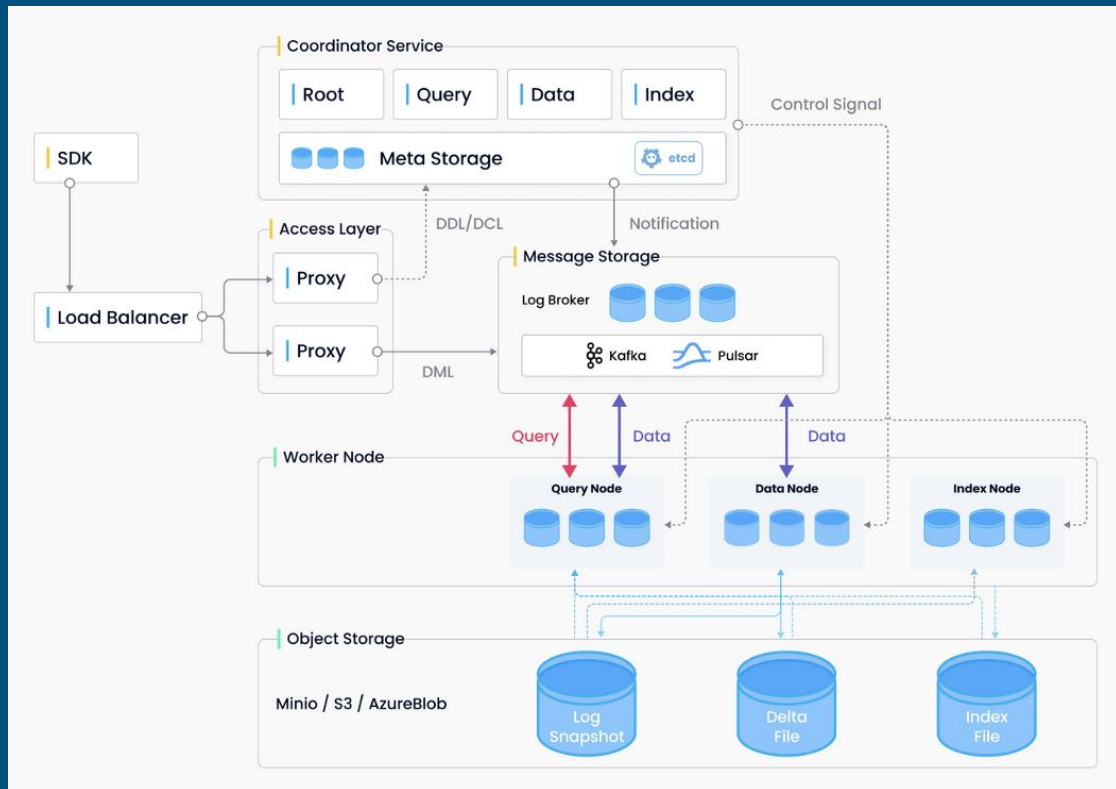 Coordinator Service
Root
Query
Data
Index
Control Signal
SDK
Meta Storage
etcd
DDL/DCL
Notification
Access Layer
Message Storage
Proxy
Log Broker
Load Balancer
Proxy
Kafka
Pulsar
DML
Query
Data
Data
Worker Node
Query Node
Data Node
Index Node
Object Storage
Minio / S3 / AzureBlob
Log
Snapshot
Delta
File
Index
File